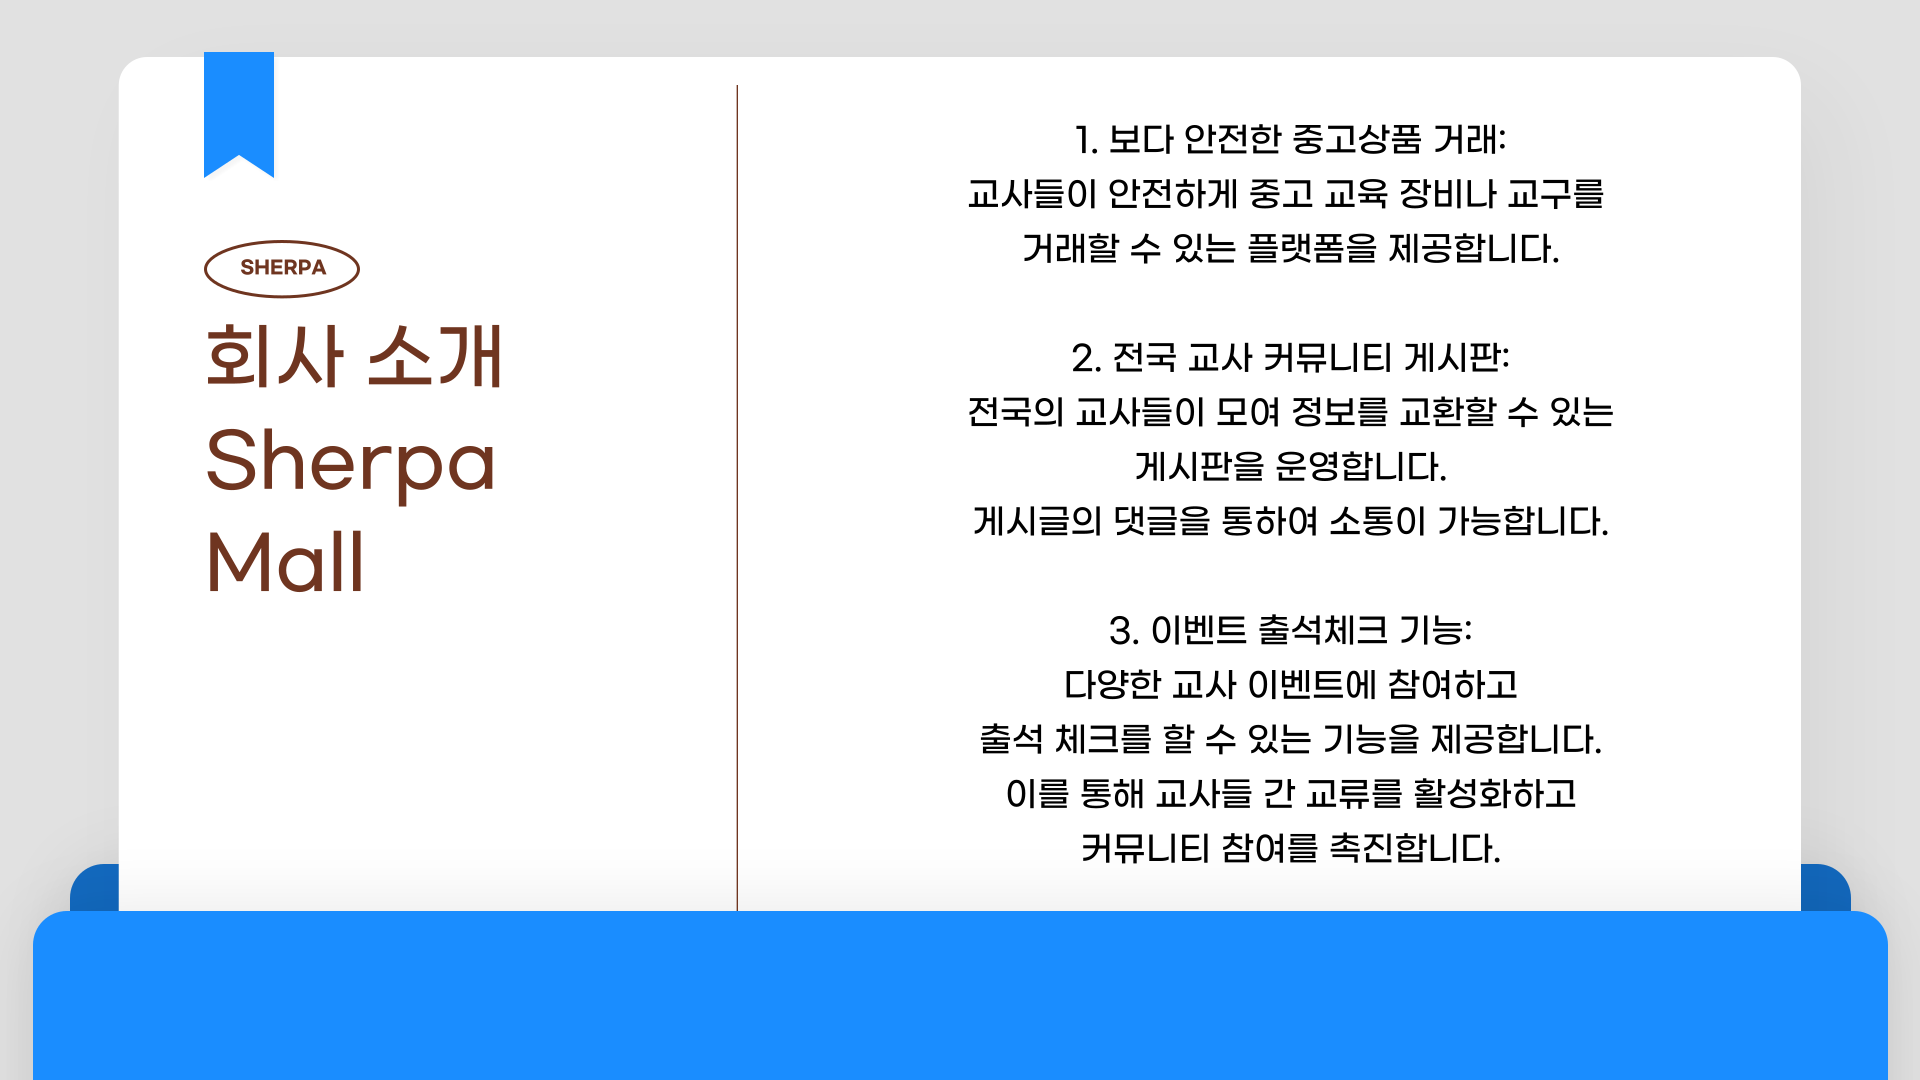 SHERPA
회사 소개
Sherpa
Mall
1. 보다 안전한 중고상품 거래:
교사들이 안전하게 중고 교육 장비나 교구를
거래할 수 있는 플랫폼을 제공합니다.
2. 전국 교사 커뮤니티 게시판:
전국의 교사들이 모여 정보를 교환할 수 있는
게시판을 운영합니다.
게시글의 댓글을 통하여 소통이 가능합니다.
3. 이벤트 출석체크 기능:
다양한 교사 이벤트에 참여하고
출석 체크를 할 수 있는 기능을 제공합니다.
이를 통해 교사들 간 교류를 활성화하고
커뮤니티 참여를 촉진합니다.